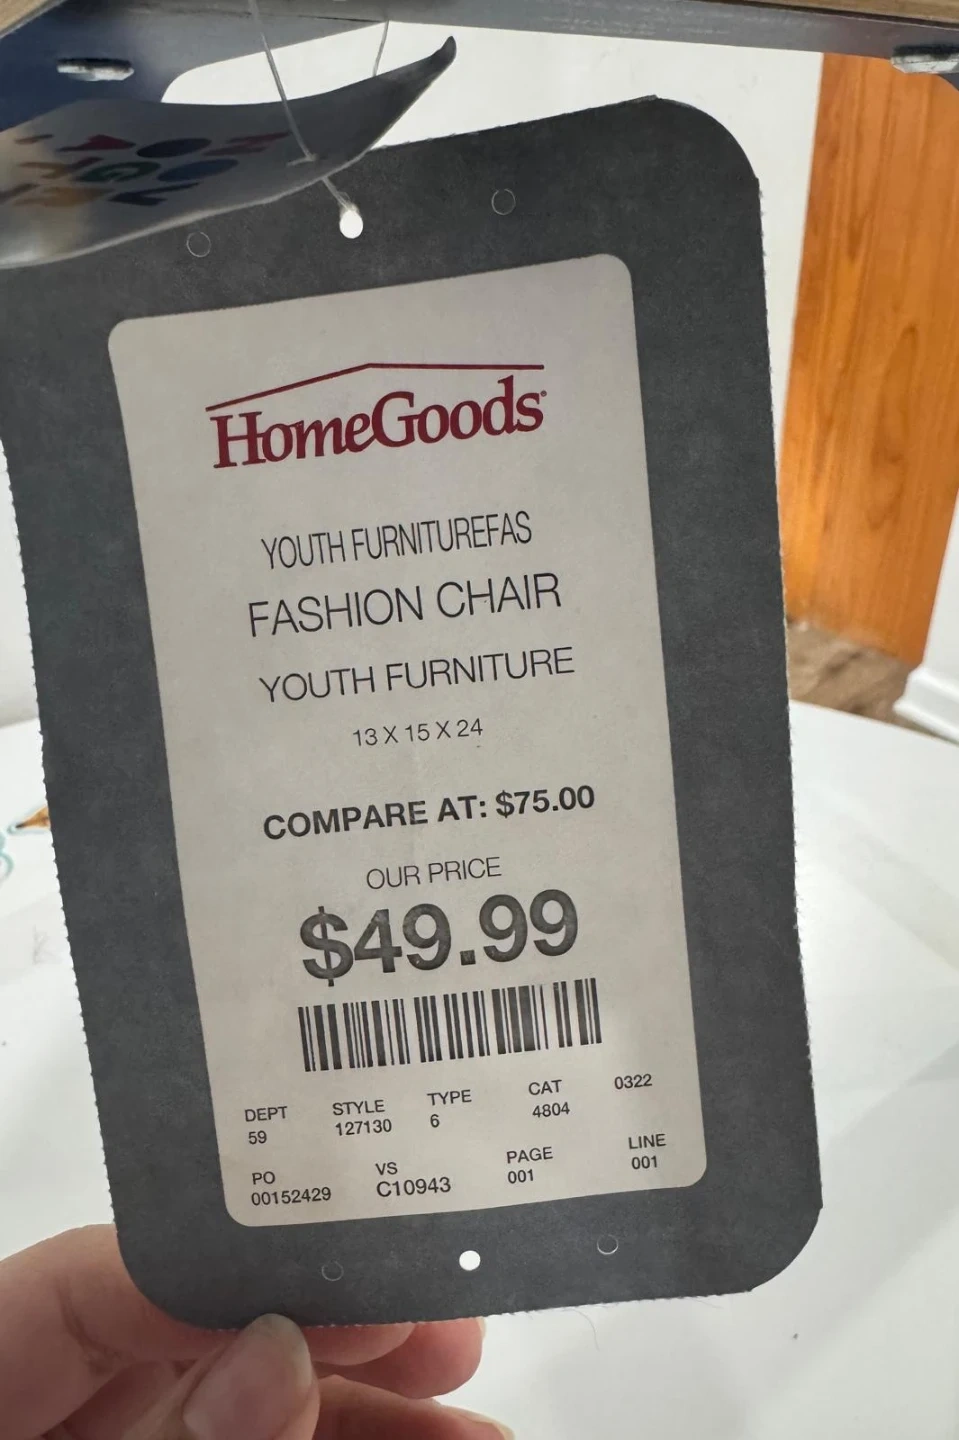 HomeGoods
YOUTH FURNITUREFAS
FASHION CHAIR
YOUTH FURNITURE
13 X 15 X 24
COMPARE AT: $75.00
OUR PRICE
$49.99
DEPT STYLE TYPE CAT 0322
59 127130 6 4804
PO VS PAGE LINE
00152429 C10943 001 001